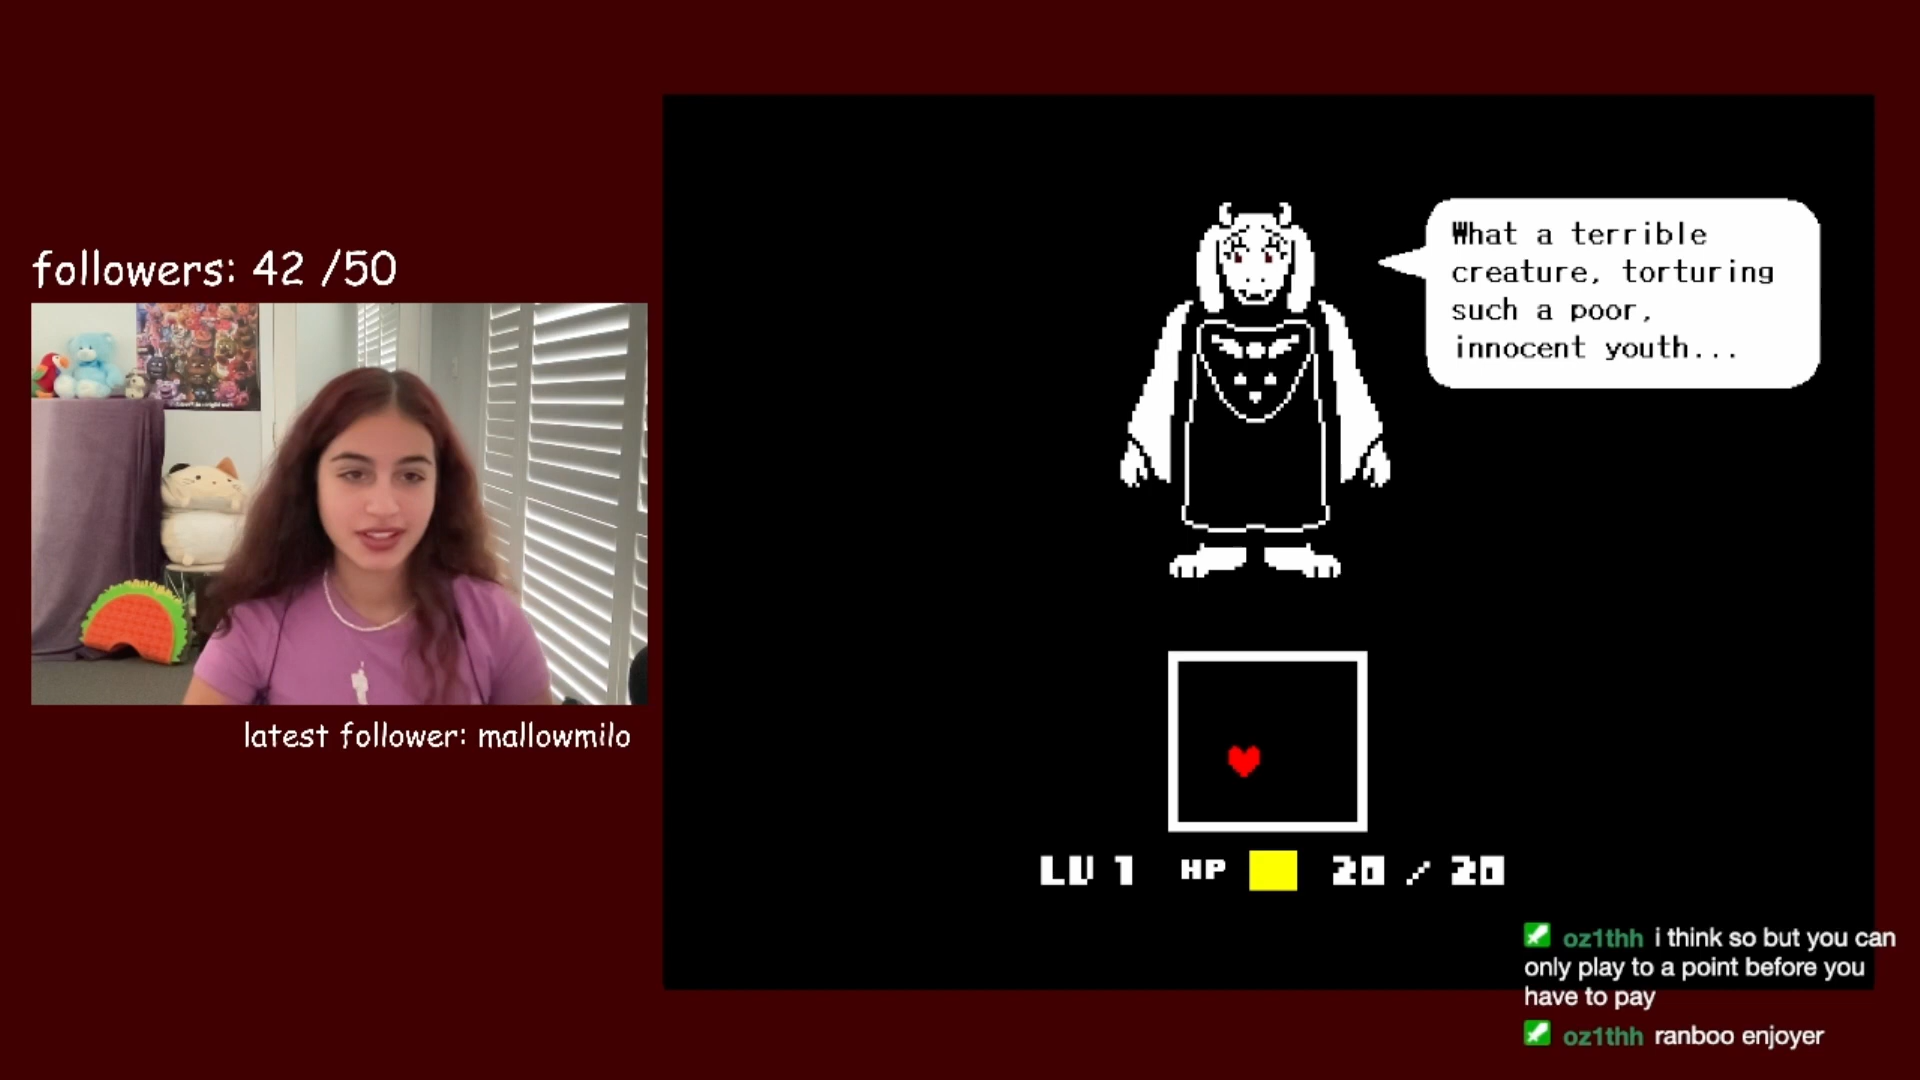 followers: 42 /50
latest follower: mallowmilo
What a terrible
creature, torturing
such a poor,
innocent youth...
LV 1 HP 20 / 20
oz1thh i think so but you can
only play to a point before you
have to pay
oz1thh ranboo enjoyer